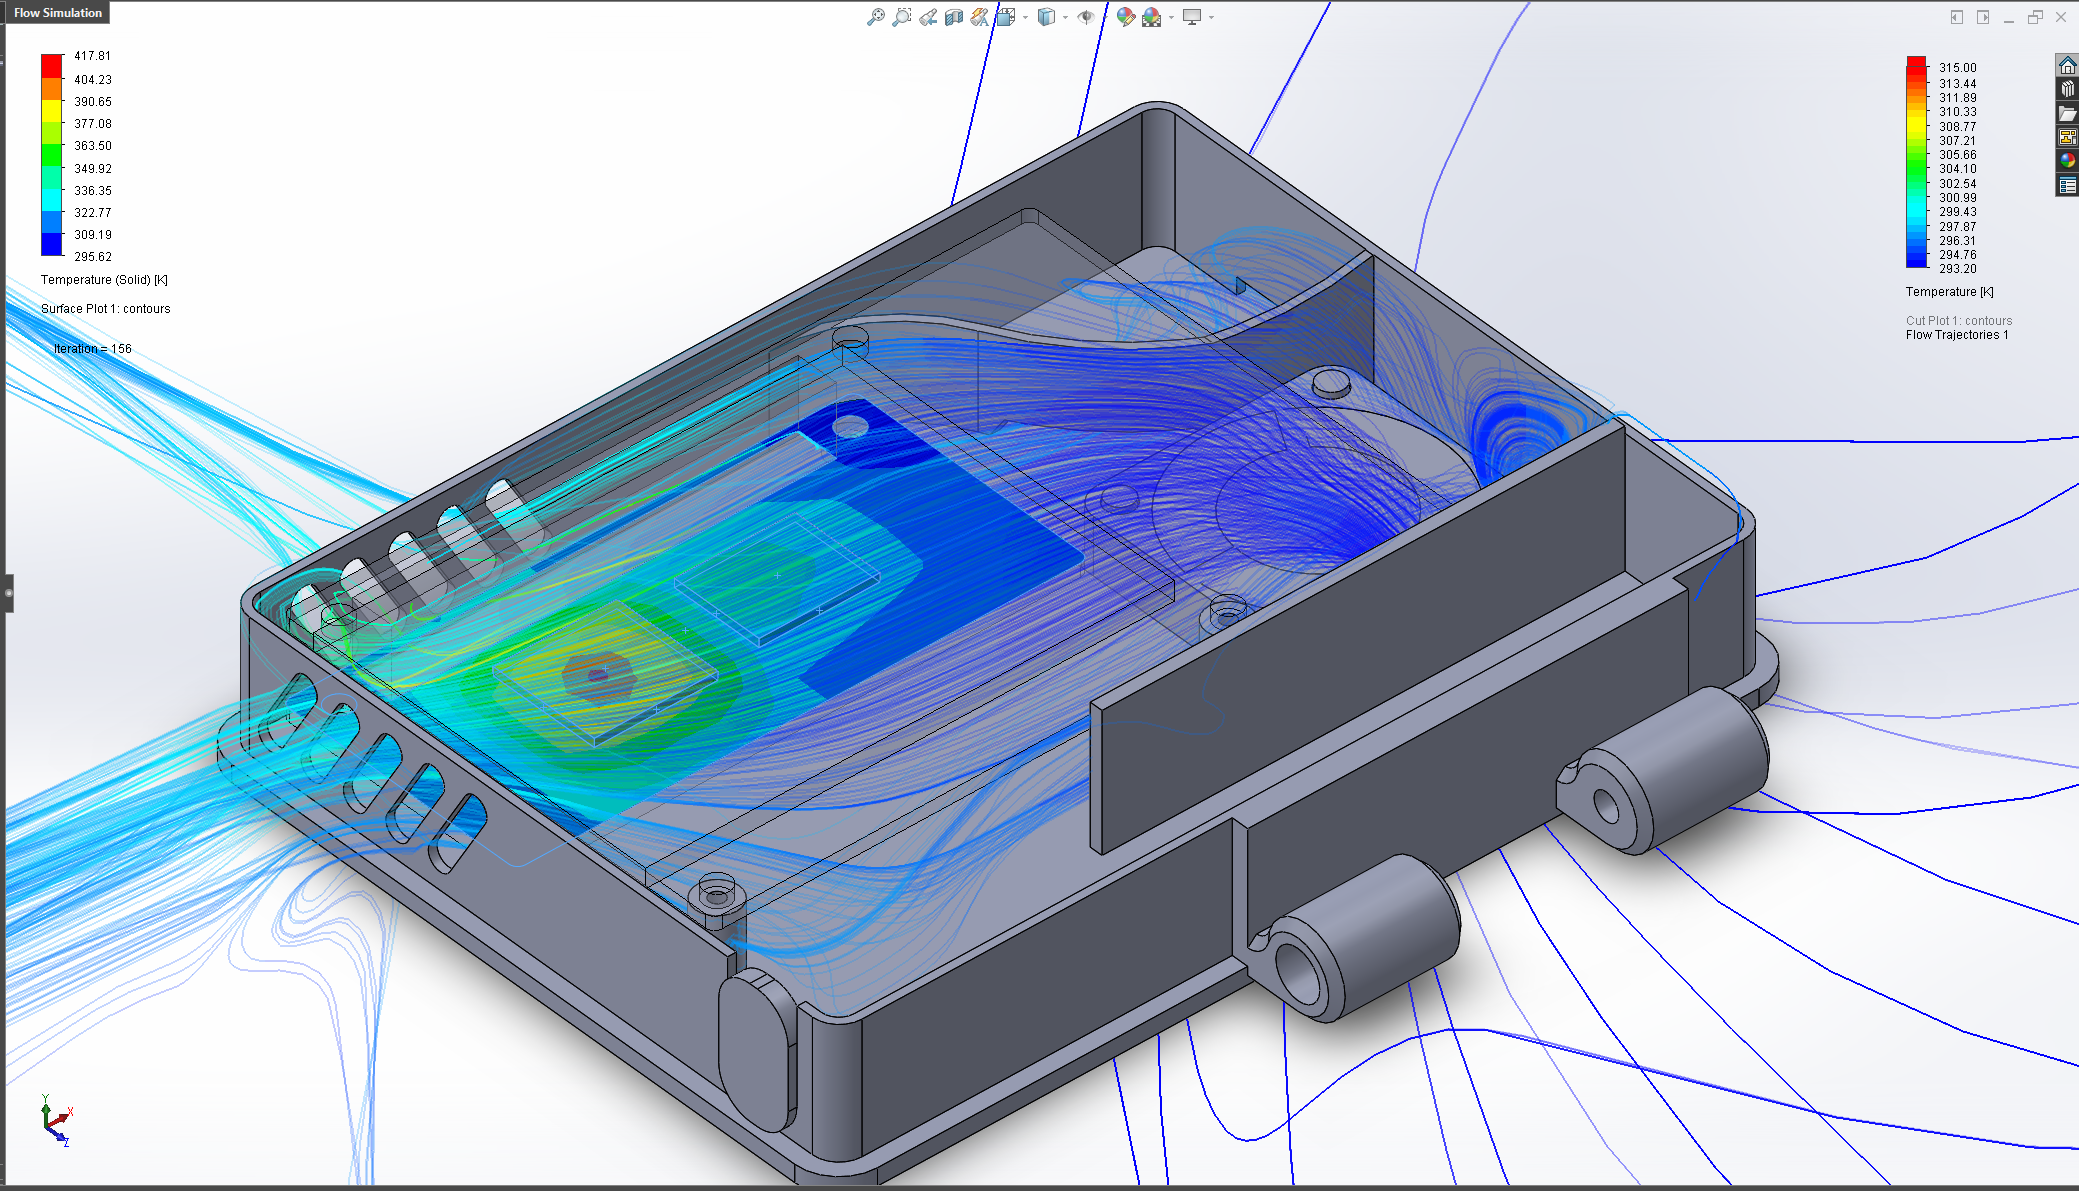 Flow Simulation
417.81
404.23
390.65
377.08
363.50
349.92
336.35
322.77
309.19
295.62
Temperature (Solid) [K]
Surface Plot 1: contours
Iteration = 156
315.00
313.44
311.89
310.33
308.77
307.21
305.66
304.10
302.54
300.99
299.43
297.87
296.31
294.76
293.20
Temperature [K]
Cut Plot 1: contours
Flow Trajectories 1
Y
X
Z